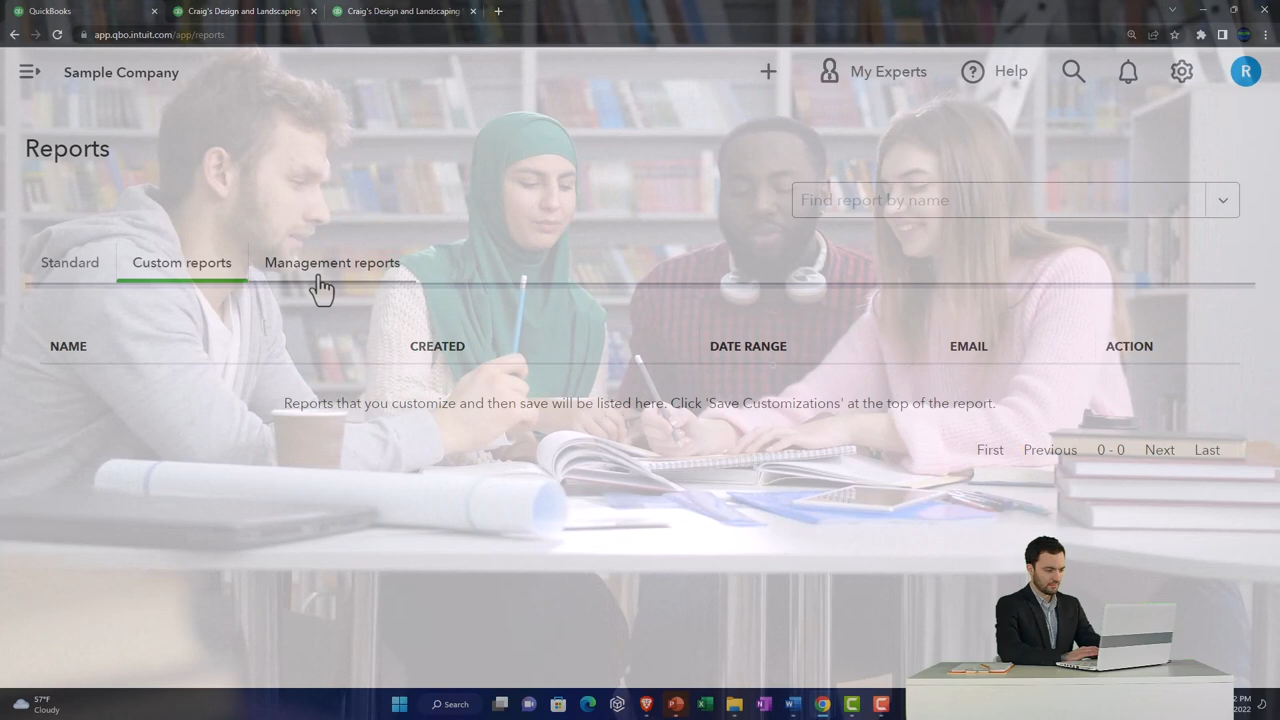 QuickBooks
Craig's Design and Landscaping
Craig's Design and Landscaping
app.qbo.intuit.com/app/reports
Sample Company
My Experts
Help
R
Reports
Find report by name
Standard
Custom reports
Management reports
NAME
CREATED
DATE RANGE
EMAIL
ACTION
Reports that you customize and then save will be listed here. Click 'Save Customizations' at the top of the report.
First
Previous
0 - 0
Next
Last
57°F
Cloudy
Search
2 PM
2022